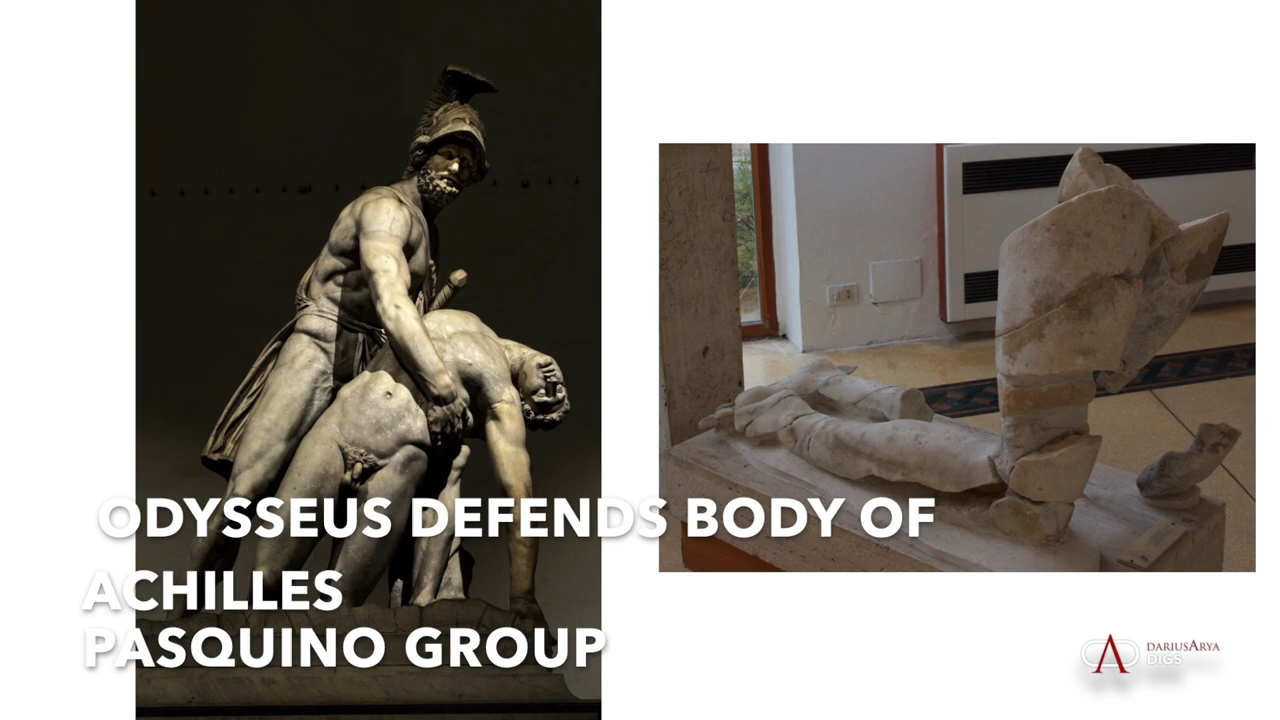 ODYSSEUS DEFENDS BODY OF
ACHILLES
PASQUINO GROUP
DARIUSARYA
DIGS